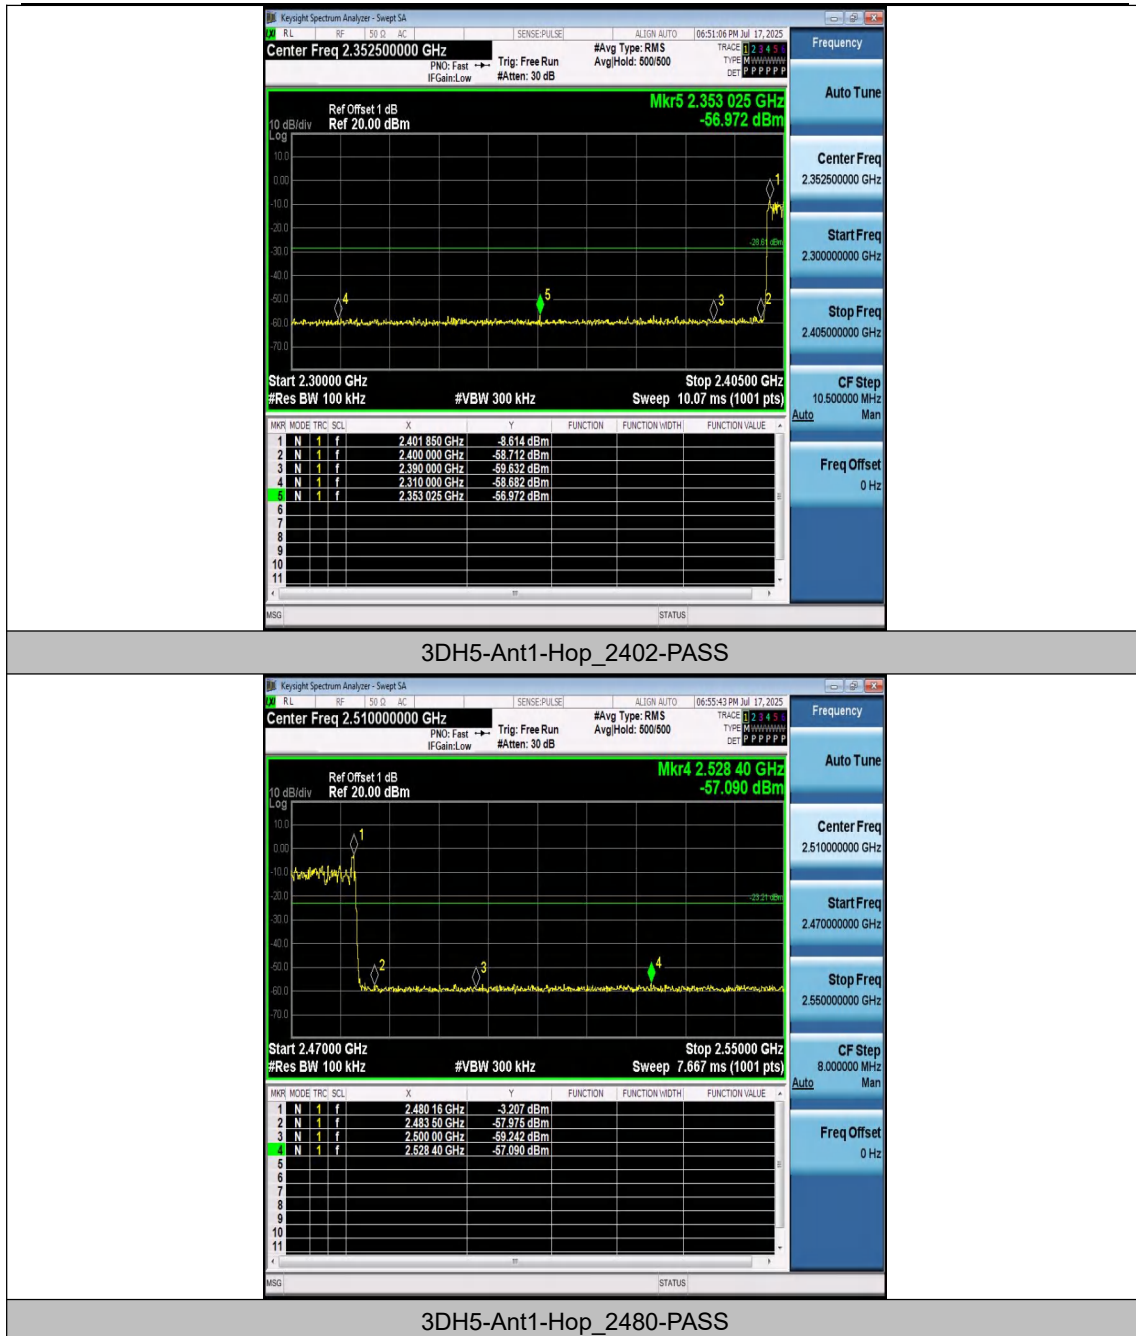 Keysight Spectrum Analyzer - Swept SA
RL RF 50 Ω AC SENSE:PULSE ALIGN AUTO 06:51:06 PM Jul 17, 2025
Center Freq 2.352500000 GHz
PNO: Fast
IFGain:Low
Trig: Free Run
#Atten: 30 dB
#Avg Type: RMS
Avg|Hold: 500/500
TRACE 1 2 3 4 5 6
TYPE M WWWWW
DET P P P P P P
Frequency
Auto Tune
Center Freq
2.352500000 GHz
Start Freq
2.300000000 GHz
Stop Freq
2.405000000 GHz
CF Step
10.500000 MHz
Auto Man
Freq Offset
0 Hz
Mkr5 2.353 025 GHz
-56.972 dBm
Ref Offset 1 dB
10 dB/div Ref 20.00 dBm
Log
10.0
0.00
-10.0
-20.0
-30.0
-40.0
-50.0
-60.0
-70.0
1
-28.61 dBm
4
5
3
2
Start 2.30000 GHz Stop 2.40500 GHz
#Res BW 100 kHz #VBW 300 kHz Sweep 10.07 ms (1001 pts)
MKR MODE TRC SCL X Y FUNCTION FUNCTION WIDTH FUNCTION VALUE
1 N 1 f 2.401 850 GHz -8.614 dBm
2 N 1 f 2.400 000 GHz -58.712 dBm
3 N 1 f 2.390 000 GHz -59.632 dBm
4 N 1 f 2.310 000 GHz -58.682 dBm
5 N 1 f 2.353 025 GHz -56.972 dBm
6
7
8
9
10
11
MSG STATUS
3DH5-Ant1-Hop_2402-PASS
Keysight Spectrum Analyzer - Swept SA
RL RF 50 Ω AC SENSE:PULSE ALIGN AUTO 06:55:43 PM Jul 17, 2025
Center Freq 2.510000000 GHz
PNO: Fast
IFGain:Low
Trig: Free Run
#Atten: 30 dB
#Avg Type: RMS
Avg|Hold: 500/500
TRACE 1 2 3 4 5 6
TYPE M WWWWW
DET P P P P P P
Frequency
Auto Tune
Center Freq
2.510000000 GHz
Start Freq
2.470000000 GHz
Stop Freq
2.550000000 GHz
CF Step
8.000000 MHz
Auto Man
Freq Offset
0 Hz
Mkr4 2.528 40 GHz
-57.090 dBm
Ref Offset 1 dB
10 dB/div Ref 20.00 dBm
Log
10.0
0.00
-10.0
-20.0
-30.0
-40.0
-50.0
-60.0
-70.0
1
-23.21 dBm
2
3
4
Start 2.47000 GHz Stop 2.55000 GHz
#Res BW 100 kHz #VBW 300 kHz Sweep 7.667 ms (1001 pts)
MKR MODE TRC SCL X Y FUNCTION FUNCTION WIDTH FUNCTION VALUE
1 N 1 f 2.480 16 GHz -3.207 dBm
2 N 1 f 2.483 50 GHz -57.975 dBm
3 N 1 f 2.500 00 GHz -59.242 dBm
4 N 1 f 2.528 40 GHz -57.090 dBm
5
6
7
8
9
10
11
MSG STATUS
3DH5-Ant1-Hop_2480-PASS